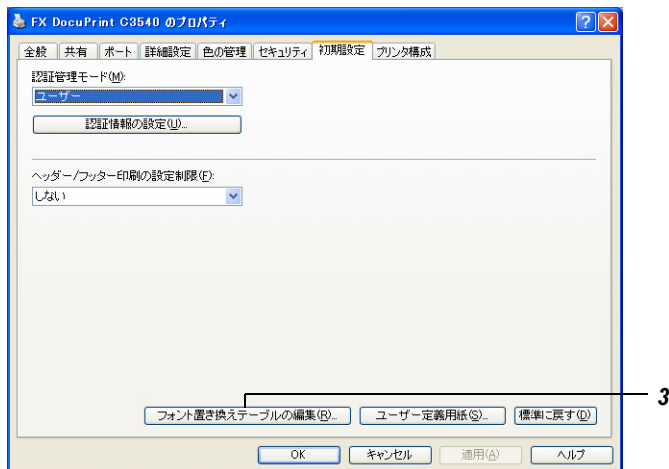 FX DocuPrint C3540 のプロパティ
全般 共有 ポート 詳細設定 色の管理 セキュリティ 初期設定 プリンタ構成
認証管理モード(M):
ユーザー
認証情報の設定(U)...
ヘッダー/フッター印刷の設定制限(F):
しない
3
フォント置き換えテーブルの編集(R)... ユーザー定義用紙(S)... 標準に戻す(D)
OK キャンセル 適用(A) ヘルプ